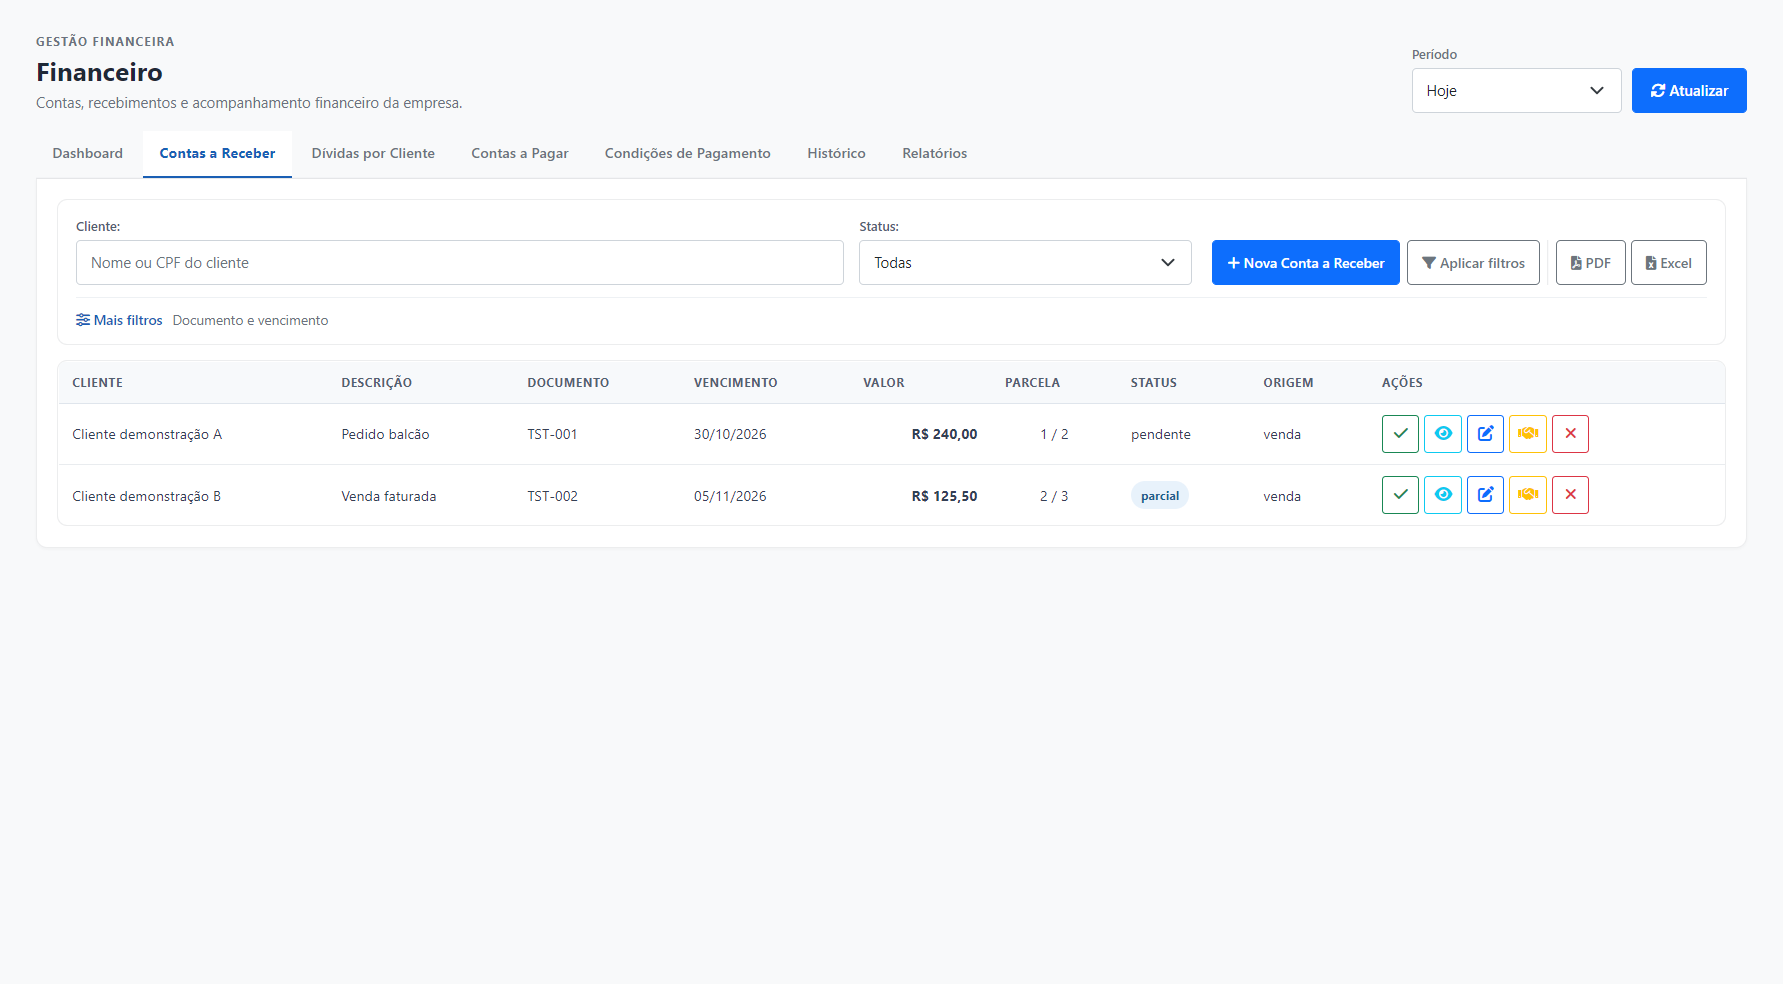 GESTÃO FINANCEIRA
Financeiro
Contas, recebimentos e acompanhamento financeiro da empresa.
Período
Hoje
Atualizar
Dashboard Contas a Receber Dívidas por Cliente Contas a Pagar Condições de Pagamento Histórico Relatórios
Cliente: Status:
Nome ou CPF do cliente Todas Nova Conta a Receber Aplicar filtros PDF Excel
Mais filtros Documento e vencimento
CLIENTE DESCRIÇÃO DOCUMENTO VENCIMENTO VALOR PARCELA STATUS ORIGEM AÇÕES
Cliente demonstração A Pedido balcão TST-001 30/10/2026 R$ 240,00 1 / 2 pendente venda
Cliente demonstração B Venda faturada TST-002 05/11/2026 R$ 125,50 2 / 3 parcial venda